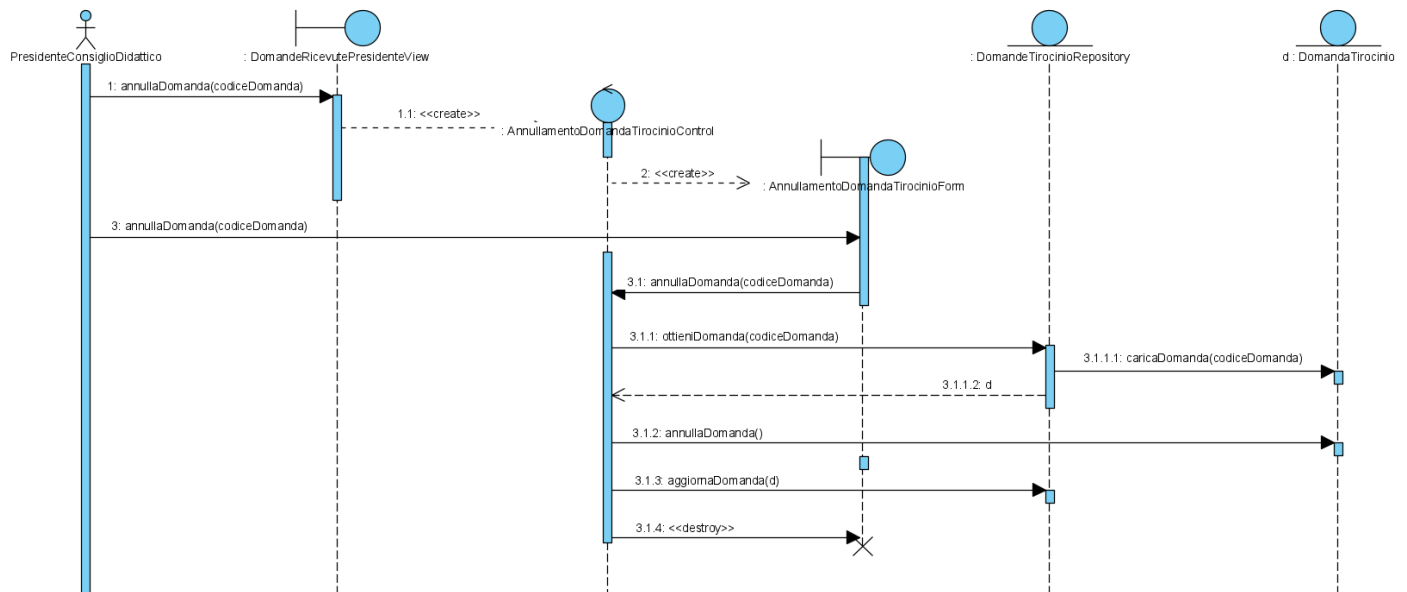 PresidenteConsiglioDidattico
: DomandeRicevutePresidenteView
: DomandeTirocinioRepository
d : DomandaTirocinio
1: annullaDomanda(codiceDomanda)
1.1: <<create>>
: AnnullamentoDomandaTirocinioControl
2: <<create>>
: AnnullamentoDomandaTirocinioForm
3: annullaDomanda(codiceDomanda)
3.1: annullaDomanda(codiceDomanda)
3.1.1: ottieniDomanda(codiceDomanda)
3.1.1.1: caricaDomanda(codiceDomanda)
3.1.1.2: d
3.1.2: annullaDomanda()
3.1.3: aggiornaDomanda(d)
3.1.4: <<destroy>>